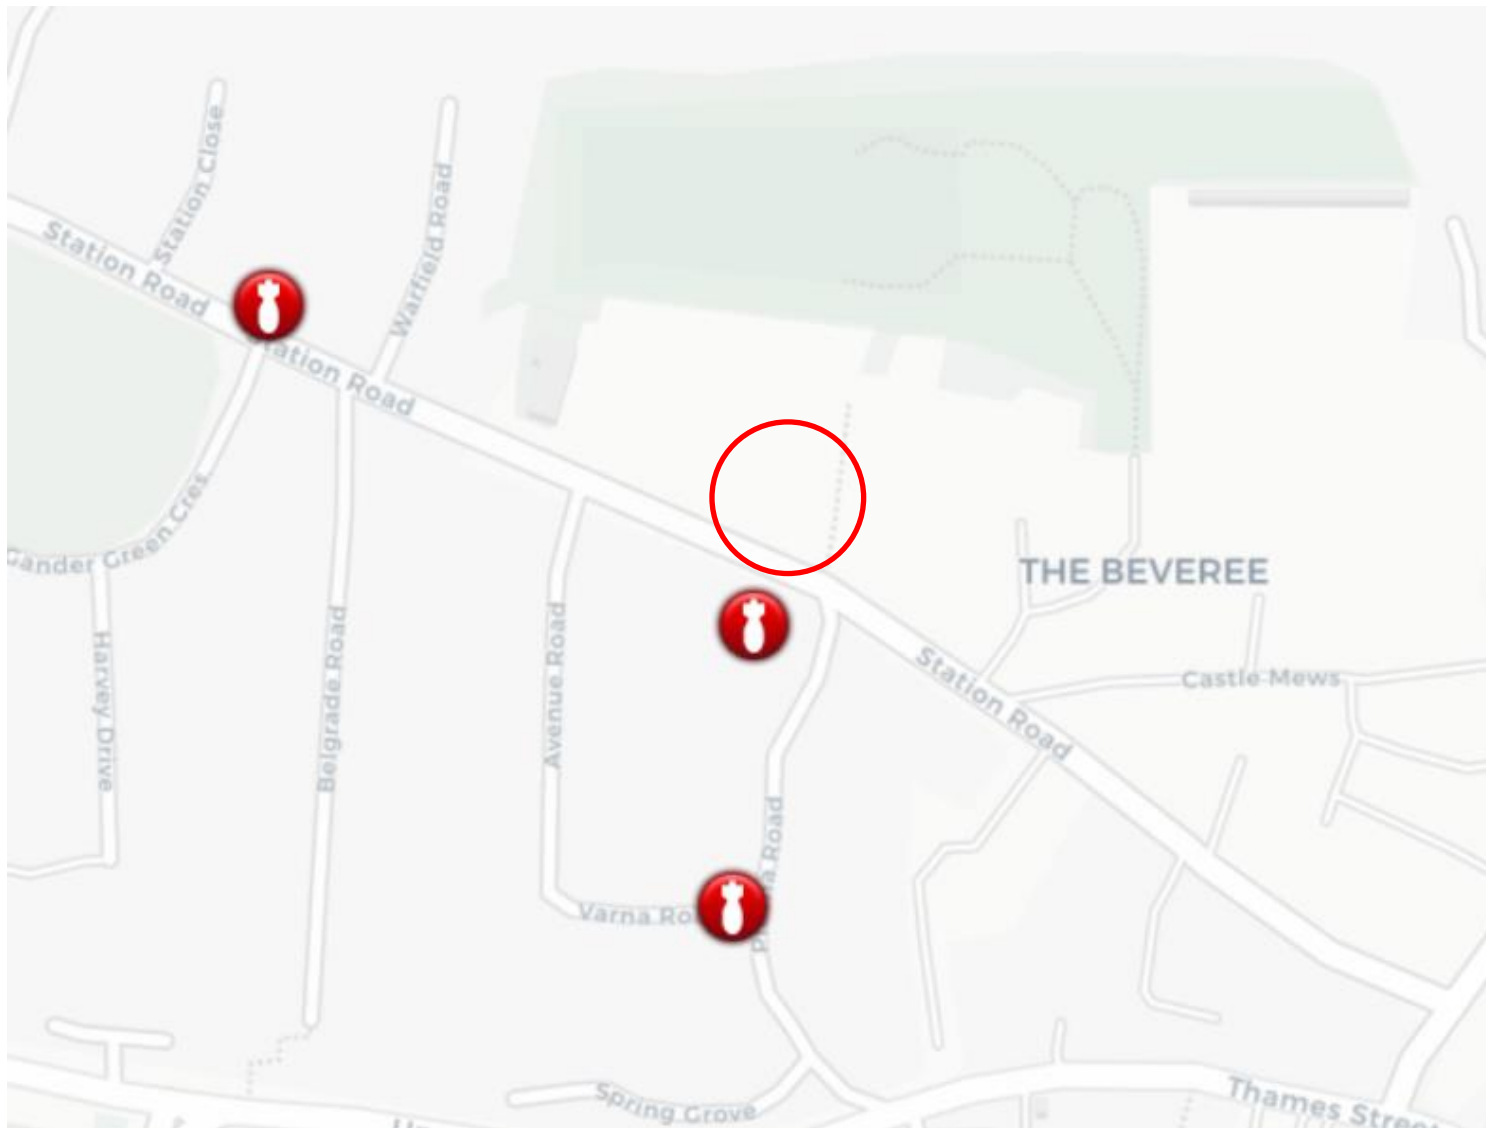 Station Close
Warfield Road
Station Road
Station Road
Gander Green Cres
THE BEVEREE
Harvey Drive
Belgrade Road
Avenue Road
Station Road
Castle Mews
Road
Varna
Spring Grove
Thames Street